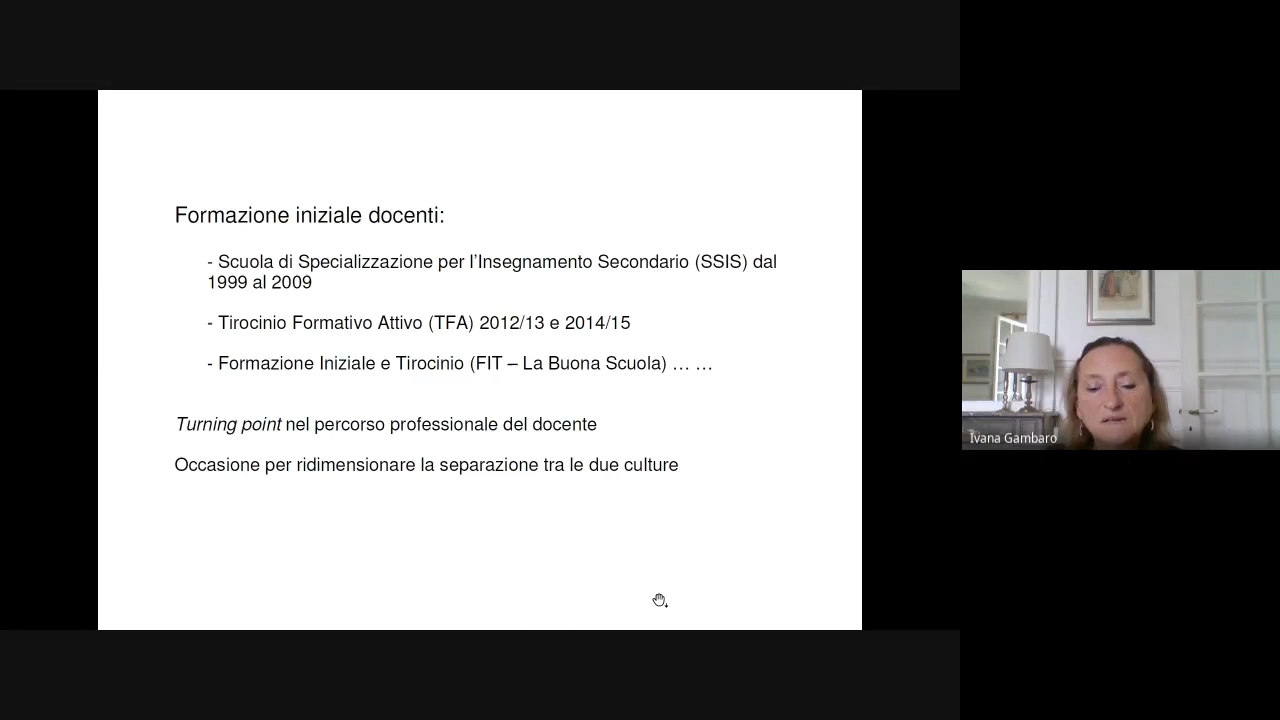 Formazione iniziale docenti:
- Scuola di Specializzazione per l'Insegnamento Secondario (SSIS) dal
1999 al 2009
- Tirocinio Formativo Attivo (TFA) 2012/13 e 2014/15
- Formazione Iniziale e Tirocinio (FIT – La Buona Scuola) … …
Turning point nel percorso professionale del docente
Occasione per ridimensionare la separazione tra le due culture
Ivana Gambaro